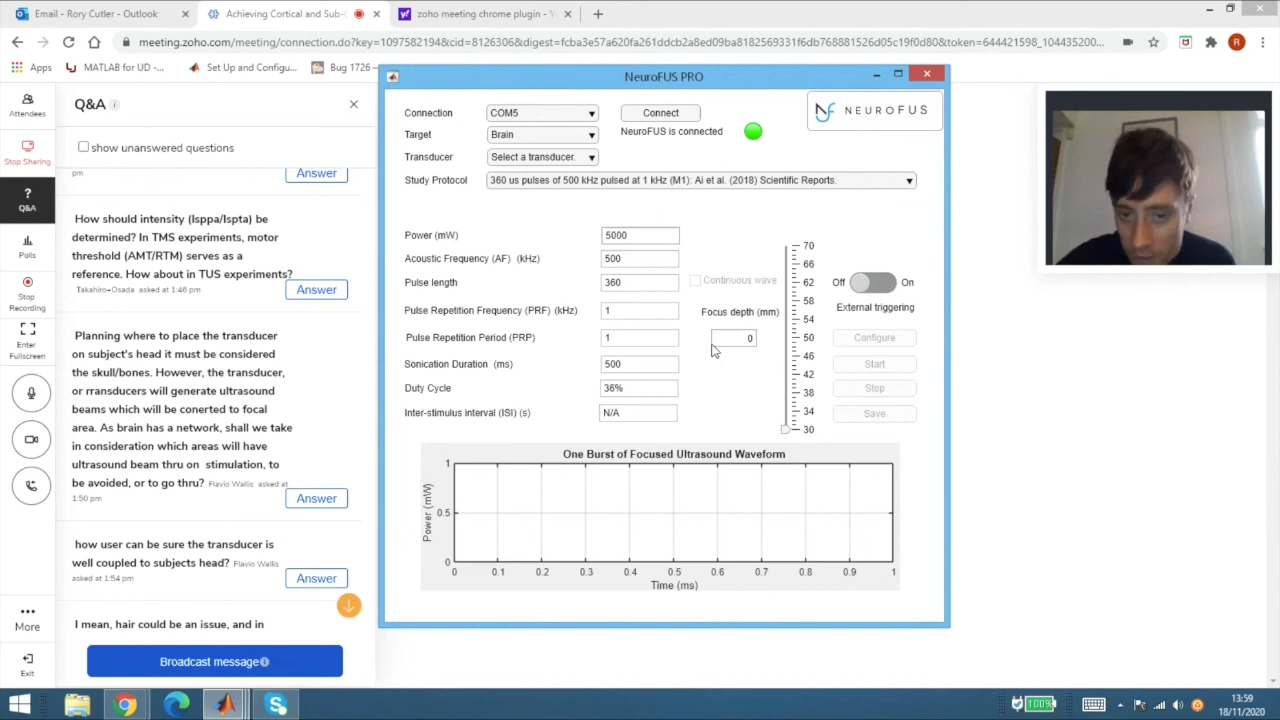 Email - Rory Cutler - Outlook
Achieving Cortical and Sub-C
zoho meeting chrome plugin - Y
meeting.zoho.com/meeting/connection.do?key=1097582194&cid=8126306&digest=fcba3e57a620fa261ddcb2a8ed09ba8182569331f6db768881526d05c19f0d80&token=644421598_104435200...
R
Apps
MATLAB for UD -...
Set Up and Configu...
Bug 1726 -
Attendees
Stop Sharing
Q&A
Polls
Stop
Recording
Enter
Fullscreen
More
Exit
Q&A
show unanswered questions
pm
Answer
How should intensity (Isppa/Ispta) be
determined? In TMS experiments, motor
threshold (AMT/RTM) serves as a
reference. How about in TUS experiments?
Takahiro+Osada asked at 1:46 pm
Answer
Planning where to place the transducer
on subject's head it must be considered
the skull/bones. However, the transducer,
or rransducers will generate ultrasound
beams which will be conerted to focal
area. As brain has a network, shall we take
in consideration which areas will have
ultrasound beam thru on stimulation, to
be avoided, or to go thru? Flavio Wallis asked at
1:50 pm
Answer
how user can be sure the transducer is
well coupled to subjects head? Flavio Wallis
asked at 1:54 pm
Answer
I mean, hair could be an issue, and in
Broadcast message
NeuroFUS PRO
Connection
COM5
Connect
NEUROFUS
Target
Brain
NeuroFUS is connected
Transducer
Select a transducer.
Study Protocol
360 us pulses of 500 kHz pulsed at 1 kHz (M1): Ai et al. (2018) Scientific Reports.
Power (mW)
5000
Acoustic Frequency (AF) (kHz)
500
Pulse length
360
Continuous wave
Pulse Repetition Frequency (PRF) (kHz)
1
Focus depth (mm)
Pulse Repetition Period (PRP)
1
0
Sonication Duration (ms)
500
Duty Cycle
36%
Inter-stimulus interval (ISI) (s)
N/A
70
66
62
58
54
50
46
42
38
34
30
Off
On
External triggering
Configure
Start
Stop
Save
One Burst of Focused Ultrasound Waveform
Power (mW)
1
0.5
0
0 0.1 0.2 0.3 0.4 0.5 0.6 0.7 0.8 0.9 1
Time (ms)
100%
13:59
18/11/2020